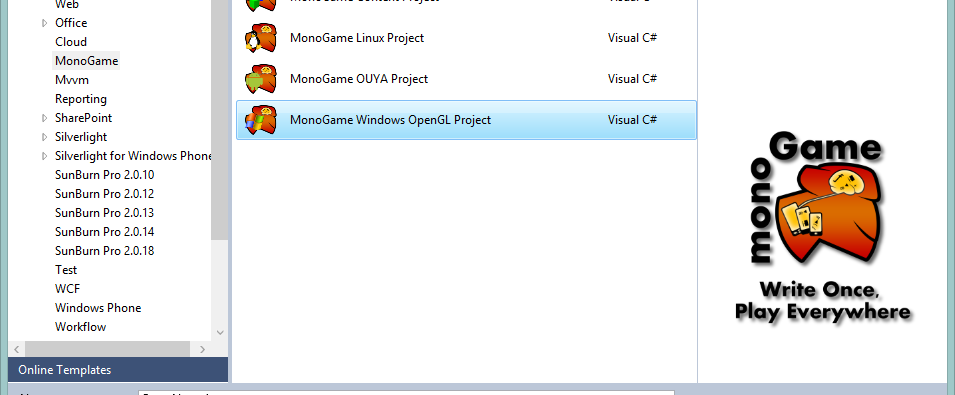 Web
Office
Cloud
MonoGame
Mvvm
Reporting
SharePoint
Silverlight
Silverlight for Windows Phone
SunBurn Pro 2.0.10
SunBurn Pro 2.0.12
SunBurn Pro 2.0.13
SunBurn Pro 2.0.14
SunBurn Pro 2.0.18
Test
WCF
Windows Phone
Workflow
Online Templates
MonoGame Content Project Visual C#
MonoGame Linux Project Visual C#
MonoGame OUYA Project Visual C#
MonoGame Windows OpenGL Project Visual C#
mono
Game
Write Once,
Play Everywhere